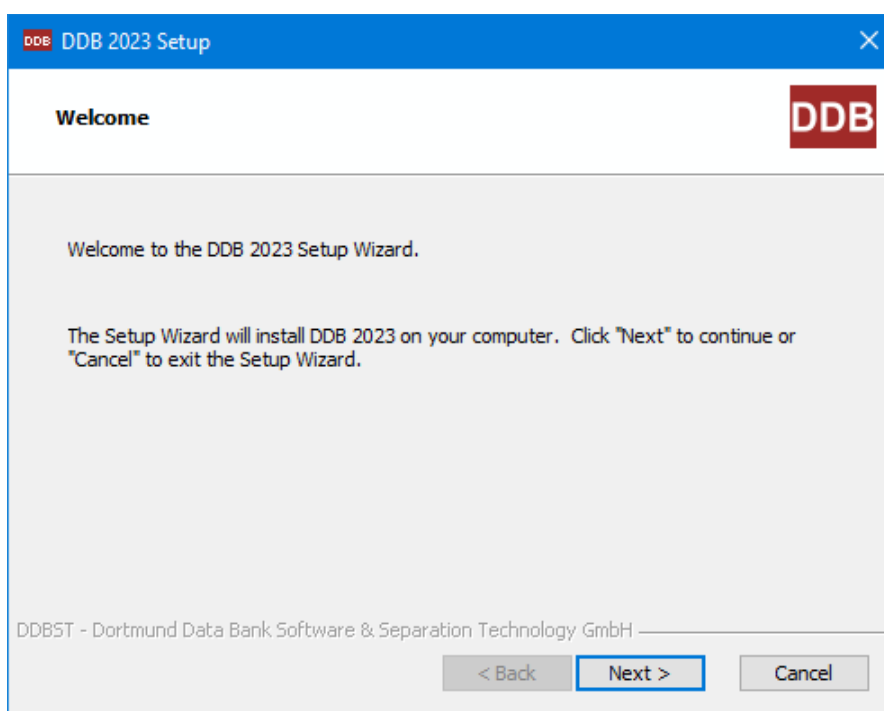 DDB DDB 2023 Setup
Welcome
DDB
Welcome to the DDB 2023 Setup Wizard.
The Setup Wizard will install DDB 2023 on your computer. Click "Next" to continue or
"Cancel" to exit the Setup Wizard.
DDBST - Dortmund Data Bank Software & Separation Technology GmbH
< Back Next > Cancel